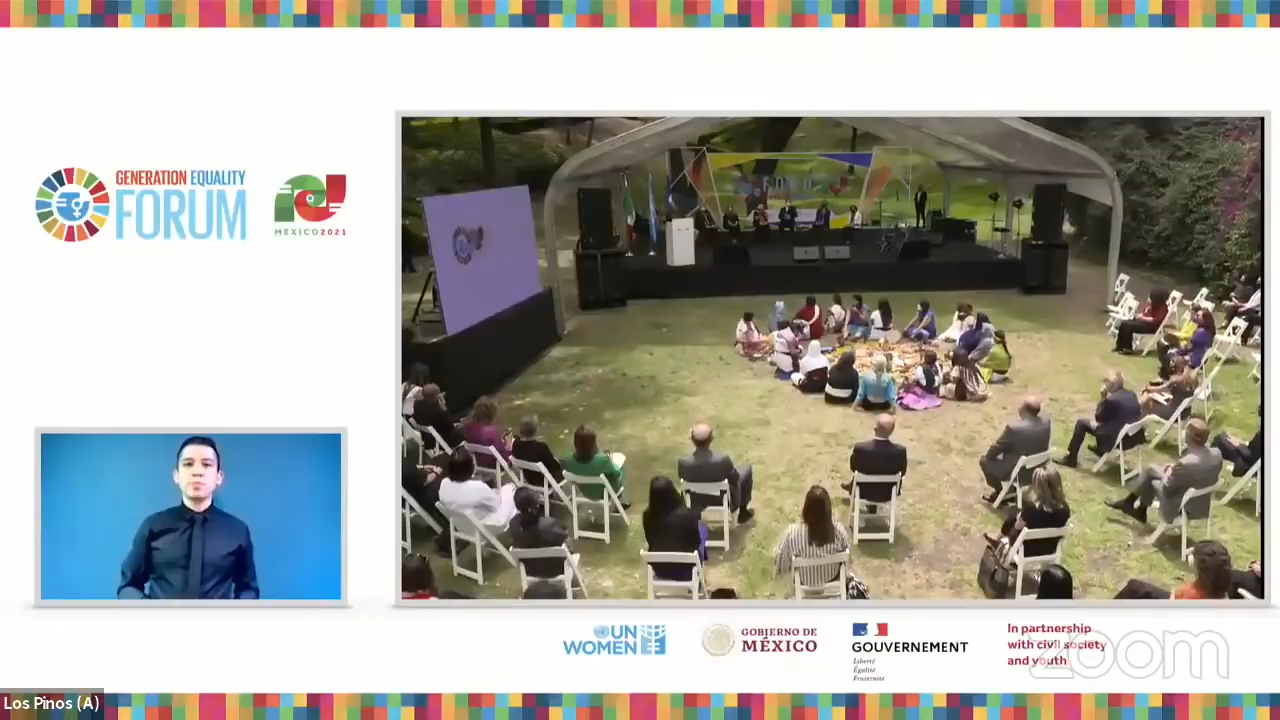 GENERATION EQUALITY
FORUM
MÉXICO2021
FORUM
UN
WOMEN
GOBIERNO DE
MÉXICO
GOUVERNEMENT
Liberté
Égalité
Fraternité
In partnership
with civil society
and youth
zoom
Los Pinos (A)